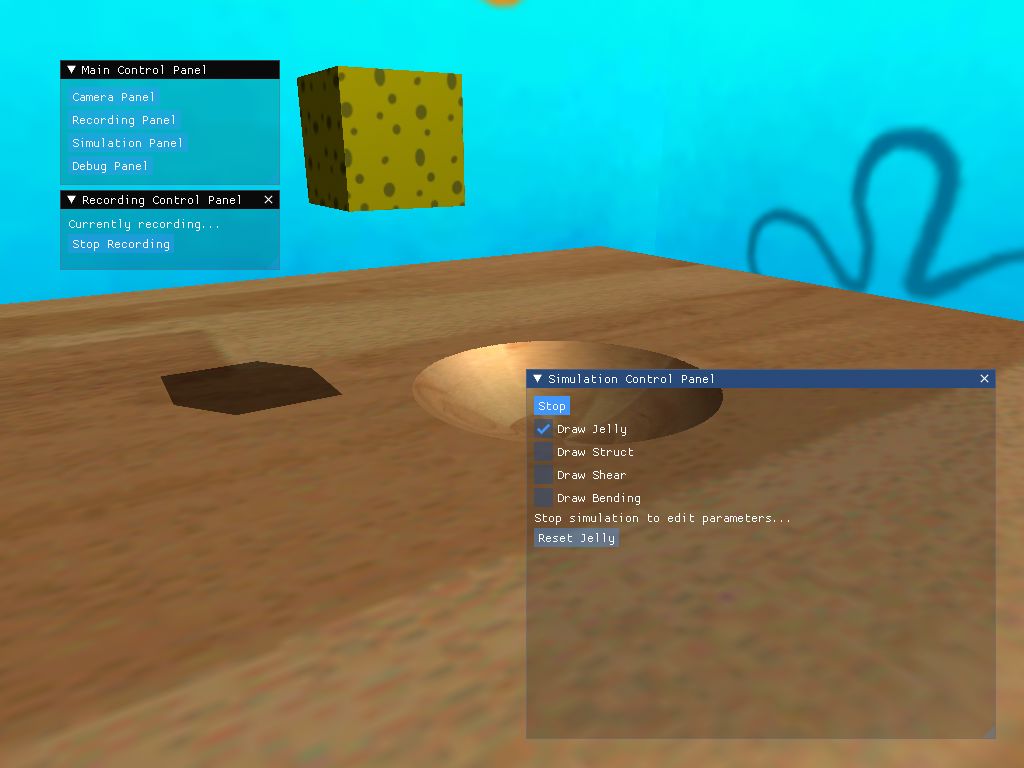 Main Control Panel
Camera Panel
Recording Panel
Simulation Panel
Debug Panel
Recording Control Panel
Currently recording...
Stop Recording
Simulation Control Panel
Stop
Draw Jelly
Draw Struct
Draw Shear
Draw Bending
Stop simulation to edit parameters...
Reset Jelly